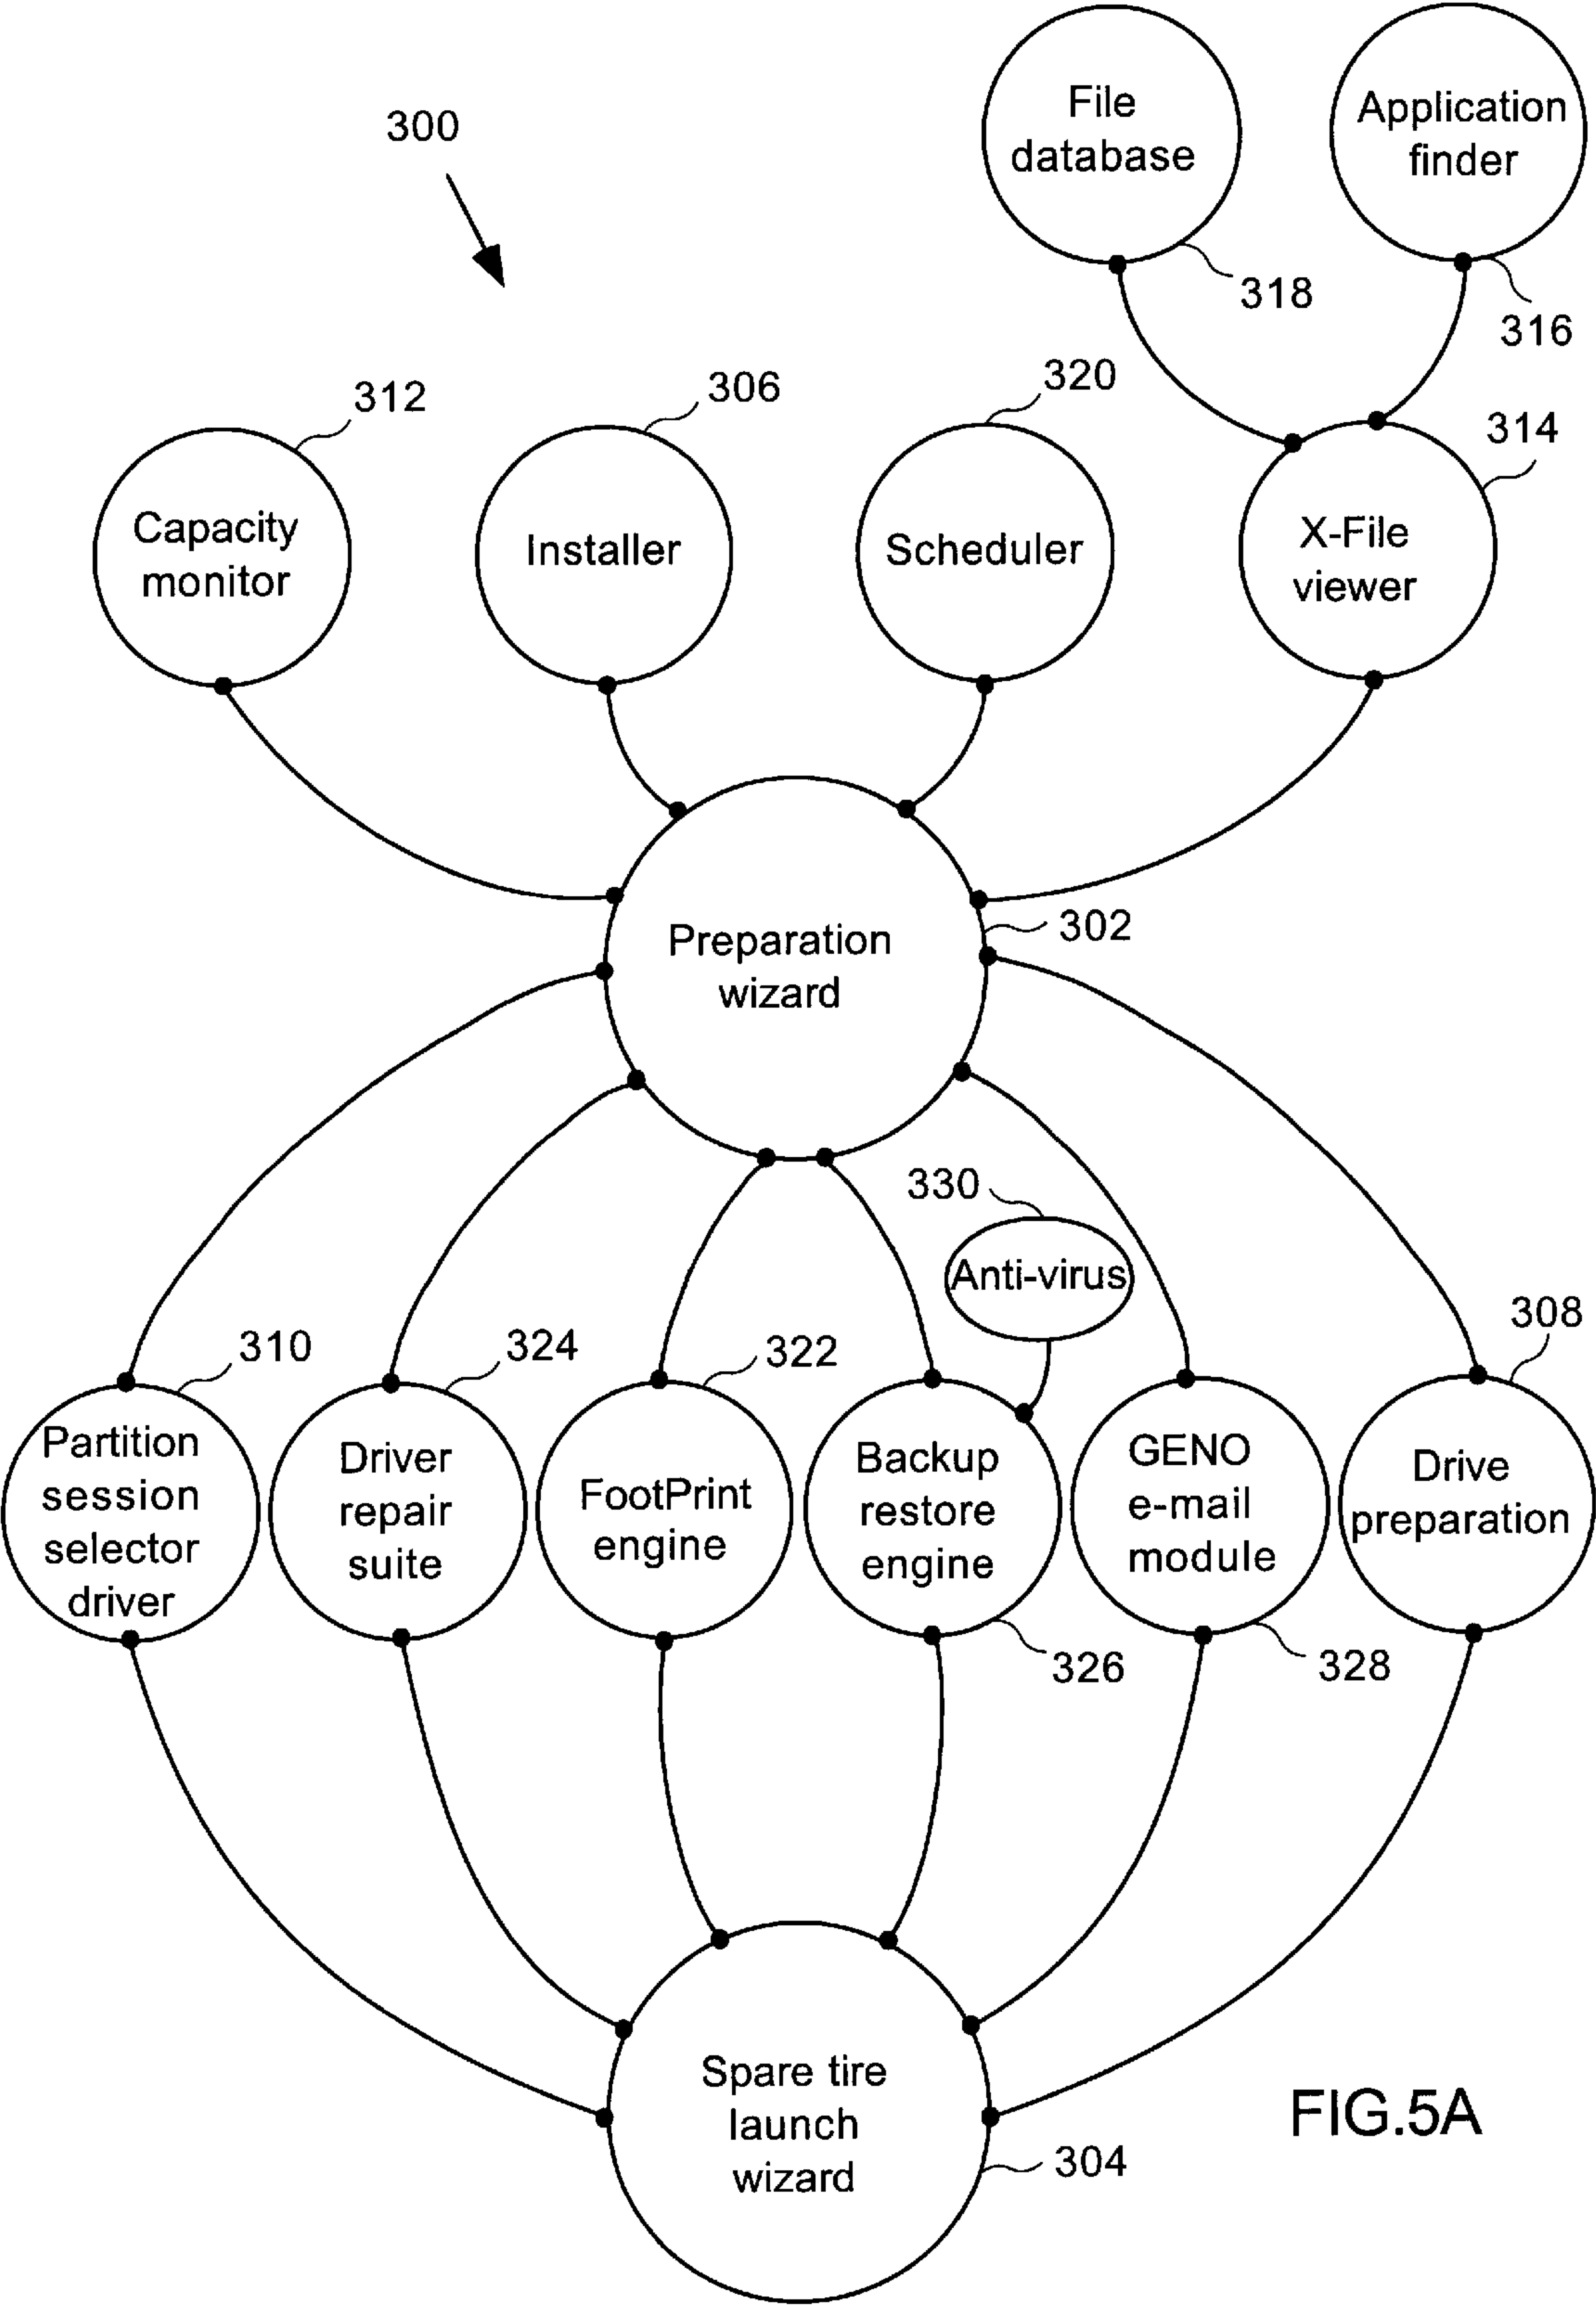 File
database
Application
finder
300
318
316
312
306
320
314
Capacity
monitor
Installer
Scheduler
X-File
viewer
302
Preparation
wizard
330
Anti-virus
310
324
322
308
Partition
session
selector
driver
Driver
repair
suite
FootPrint
engine
Backup
restore
engine
GENO
e-mail
module
Drive
preparation
326
328
Spare tire
launch
wizard
304
FIG.5A